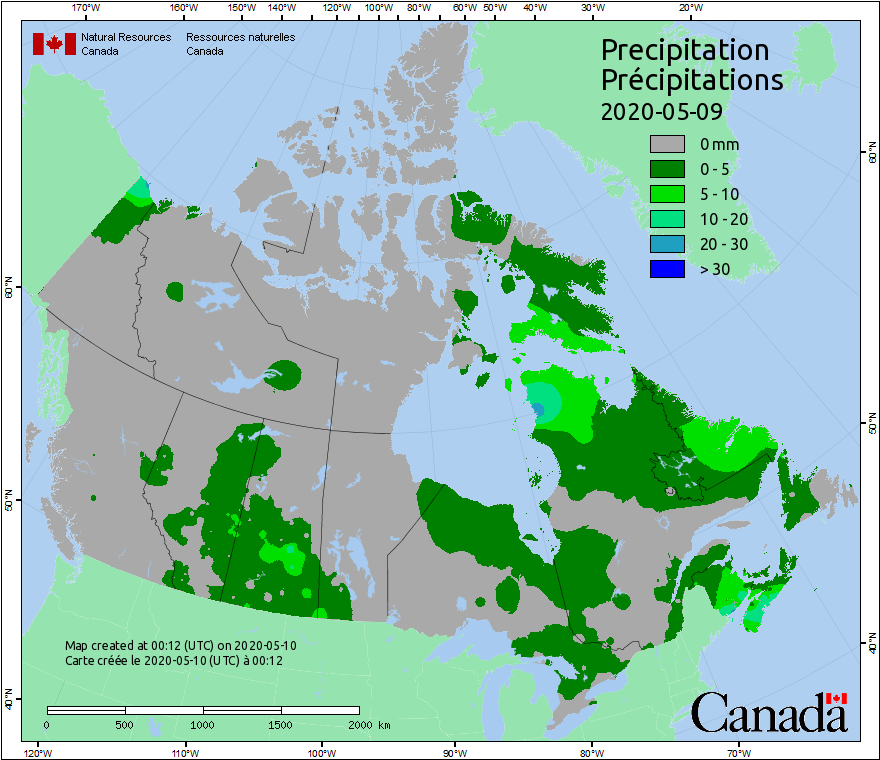 170°W 160°W 150°W 140°W 120°W 100°W 80°W 60°W 50°W 40°W 30°W 20°W
Natural Resources Ressources naturelles
Canada Canada
Precipitation
Précipitations
2020-05-09
0 mm
0 - 5
5 - 10
10 - 20
20 - 30
> 30
60°N
60°N
50°N
50°N
40°N
40°N
Map created at 00:12 (UTC) on 2020-05-10
Carte créée le 2020-05-10 (UTC) à 00:12
0 500 1000 1500 2000 km
Canada
120°W 110°W 100°W 90°W 80°W 70°W